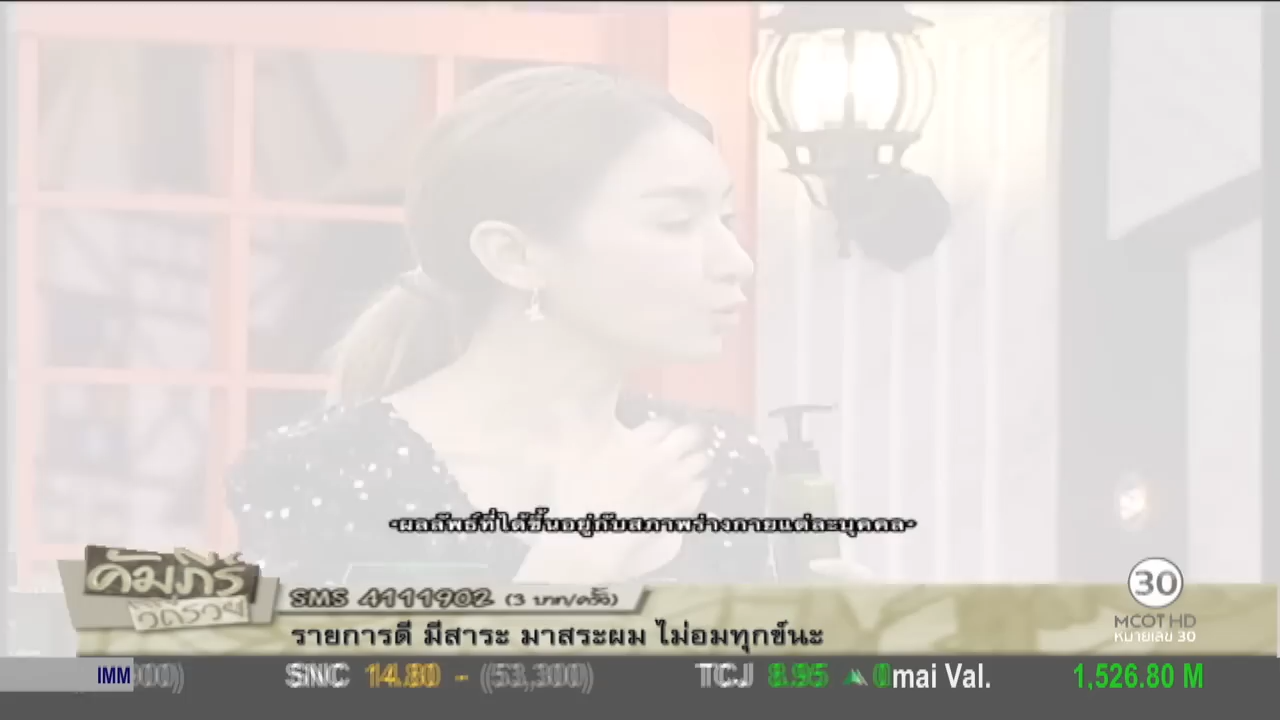 -ผลลัพธ์ที่ได้ขึ้นอยู่กับสภาพร่างกายแต่ละบุคคล-
คัมภีร์
วิถีรวย
SMS 4111902 (3 บาท/ครั้ง)
รายการดี มีสาระ มาสระผม ไม่อมทุกข์นะ
30
MCOT HD
หมายเลข 30
IMM SNC 14.80 - (53,300) TCJ 8.95 mai Val. 1,526.80 M